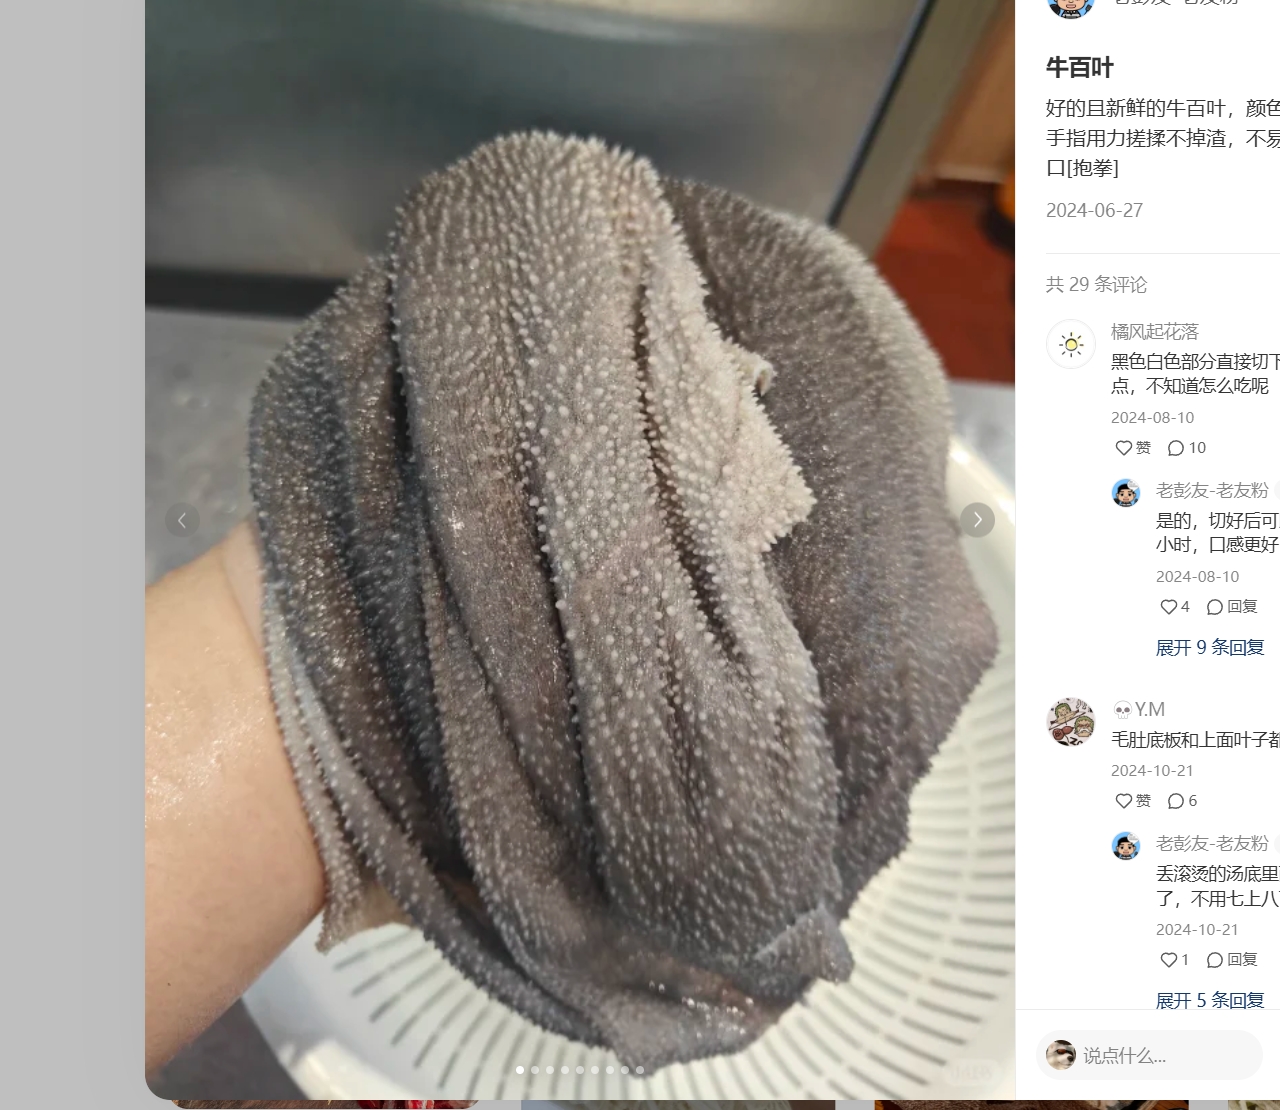 牛百叶
好的且新鲜的牛百叶，颜色
手指用力搓揉不掉渣，不易
口[抱拳]
2024-06-27
共 29 条评论
橘风起花落
黑色白色部分直接切下
点，不知道怎么吃呢
2024-08-10
赞 10
老彭友-老友粉
是的，切好后可
小时，口感更好
2024-08-10
4 回复
展开 9 条回复
💀Y.M
毛肚底板和上面叶子都
2024-10-21
赞 6
老彭友-老友粉
丢滚烫的汤底里
了，不用七上八
2024-10-21
1 回复
展开 5 条回复
说点什么...